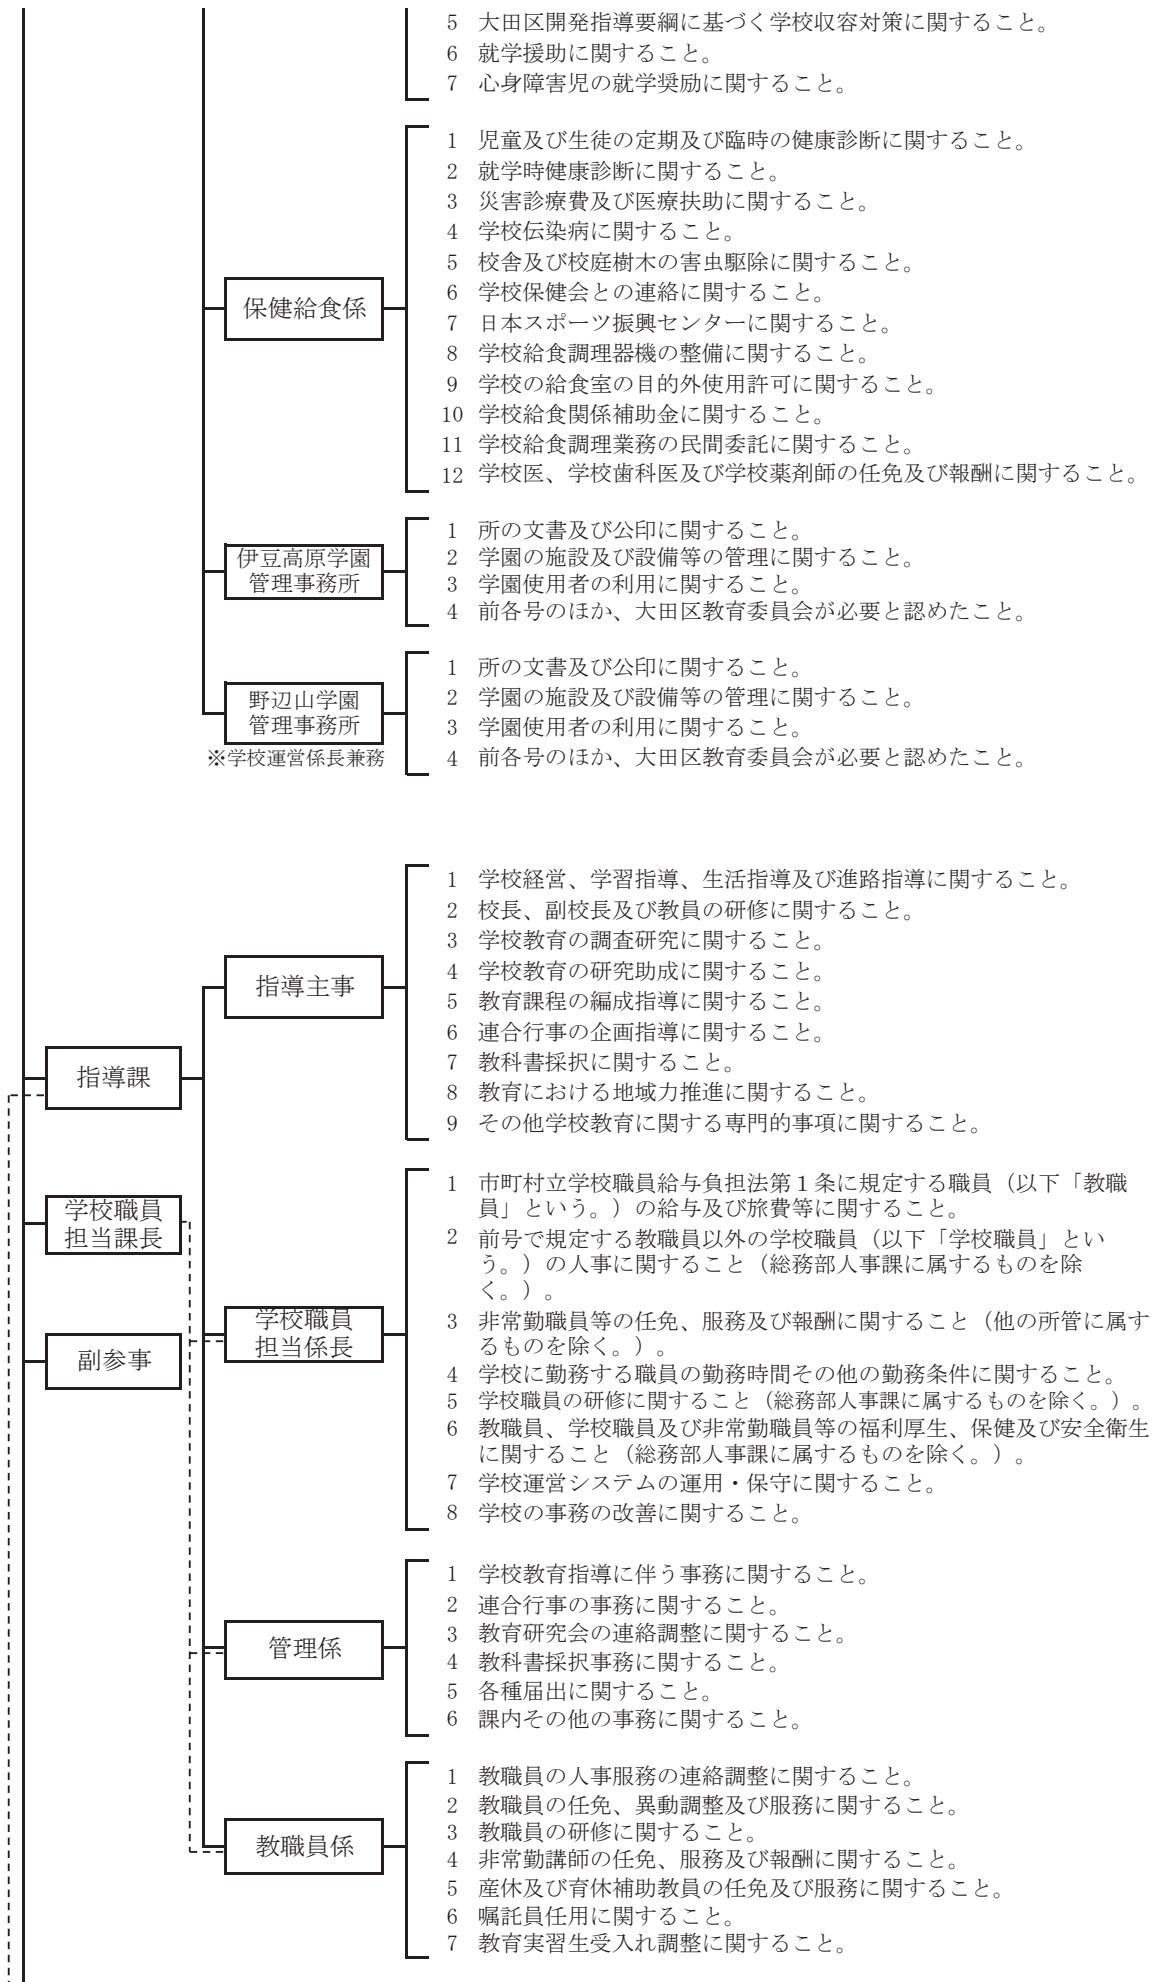 5 大田区開発指導要綱に基づく学校収容対策に関すること。
6 就学援助に関すること。
7 心身障害児の就学奨励に関すること。
保健給食係
1 児童及び生徒の定期及び臨時の健康診断に関すること。
2 就学時健康診断に関すること。
3 災害診療費及び医療扶助に関すること。
4 学校伝染病に関すること。
5 校舎及び校庭樹木の害虫駆除に関すること。
6 学校保健会との連絡に関すること。
7 日本スポーツ振興センターに関すること。
8 学校給食調理器機の整備に関すること。
9 学校の給食室の目的外使用許可に関すること。
10 学校給食関係補助金に関すること。
11 学校給食調理業務の民間委託に関すること。
12 学校医、学校歯科医及び学校薬剤師の任免及び報酬に関すること。
伊豆高原学園
管理事務所
1 所の文書及び公印に関すること。
2 学園の施設及び設備等の管理に関すること。
3 学園使用者の利用に関すること。
4 前各号のほか、大田区教育委員会が必要と認めたこと。
野辺山学園
管理事務所
※学校運営係長兼務
1 所の文書及び公印に関すること。
2 学園の施設及び設備等の管理に関すること。
3 学園使用者の利用に関すること。
4 前各号のほか、大田区教育委員会が必要と認めたこと。
指導課
指導主事
1 学校経営、学習指導、生活指導及び進路指導に関すること。
2 校長、副校長及び教員の研修に関すること。
3 学校教育の調査研究に関すること。
4 学校教育の研究助成に関すること。
5 教育課程の編成指導に関すること。
6 連合行事の企画指導に関すること。
7 教科書採択に関すること。
8 教育における地域力推進に関すること。
9 その他学校教育に関する専門的事項に関すること。
学校職員
担当課長
副参事
学校職員
担当係長
1 市町村立学校職員給与負担法第１条に規定する職員（以下「教職
員」という。）の給与及び旅費等に関すること。
2 前号で規定する教職員以外の学校職員（以下「学校職員」とい
う。）の人事に関すること（総務部人事課に属するものを除
く。）。
3 非常勤職員等の任免、服務及び報酬に関すること（他の所管に属す
るものを除く。）。
4 学校に勤務する職員の勤務時間その他の勤務条件に関すること。
5 学校職員の研修に関すること（総務部人事課に属するものを除く。）。
6 教職員、学校職員及び非常勤職員等の福利厚生、保健及び安全衛生
に関すること（総務部人事課に属するものを除く。）。
7 学校運営システムの運用・保守に関すること。
8 学校の事務の改善に関すること。
管理係
1 学校教育指導に伴う事務に関すること。
2 連合行事の事務に関すること。
3 教育研究会の連絡調整に関すること。
4 教科書採択事務に関すること。
5 各種届出に関すること。
6 課内その他の事務に関すること。
教職員係
1 教職員の人事服務の連絡調整に関すること。
2 教職員の任免、異動調整及び服務に関すること。
3 教職員の研修に関すること。
4 非常勤講師の任免、服務及び報酬に関すること。
5 産休及び育休補助教員の任免及び服務に関すること。
6 嘱託員任用に関すること。
7 教育実習生受入れ調整に関すること。